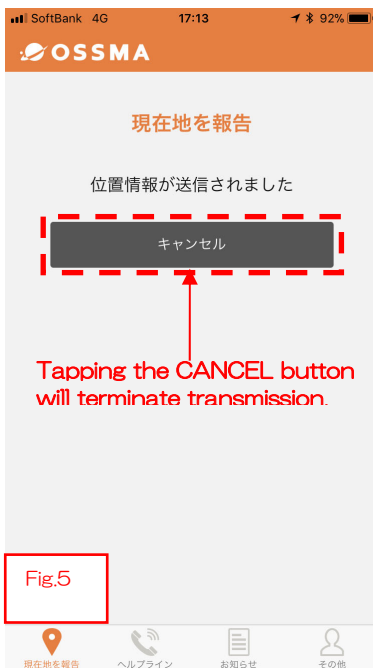 SoftBank 4G 17:13 92%
OSSMA
現在地を報告
位置情報が送信されました
キャンセル
Tapping the CANCEL button
will terminate transmission.
Fig.5
現在地を報告 ヘルプライン お知らせ その他